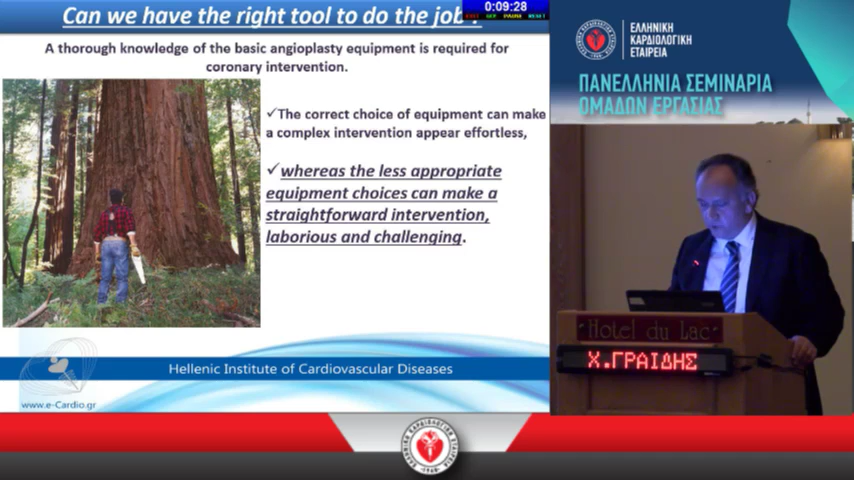 Can we have the right tool to do the job ?
0:09:28
A thorough knowledge of the basic angioplasty equipment is required for
coronary intervention.
✓The correct choice of equipment can make
a complex intervention appear effortless,
✓whereas the less appropriate
equipment choices can make a
straightforward intervention,
laborious and challenging.
Hellenic Institute of Cardiovascular Diseases
www.e-Cardio.gr
ΕΛΛΗΝΙΚΗ
ΚΑΡΔΙΟΛΟΓΙΚΗ
ΕΤΑΙΡΕΙΑ
ΠΑΝΕΛΛΗΝΙΑ ΣΕΜΙΝΑΡΙΑ
ΟΜΑΔΩΝ ΕΡΓΑΣΙΑΣ
Hotel du Lac
Χ.ΓΡΑΙΔΗΣ